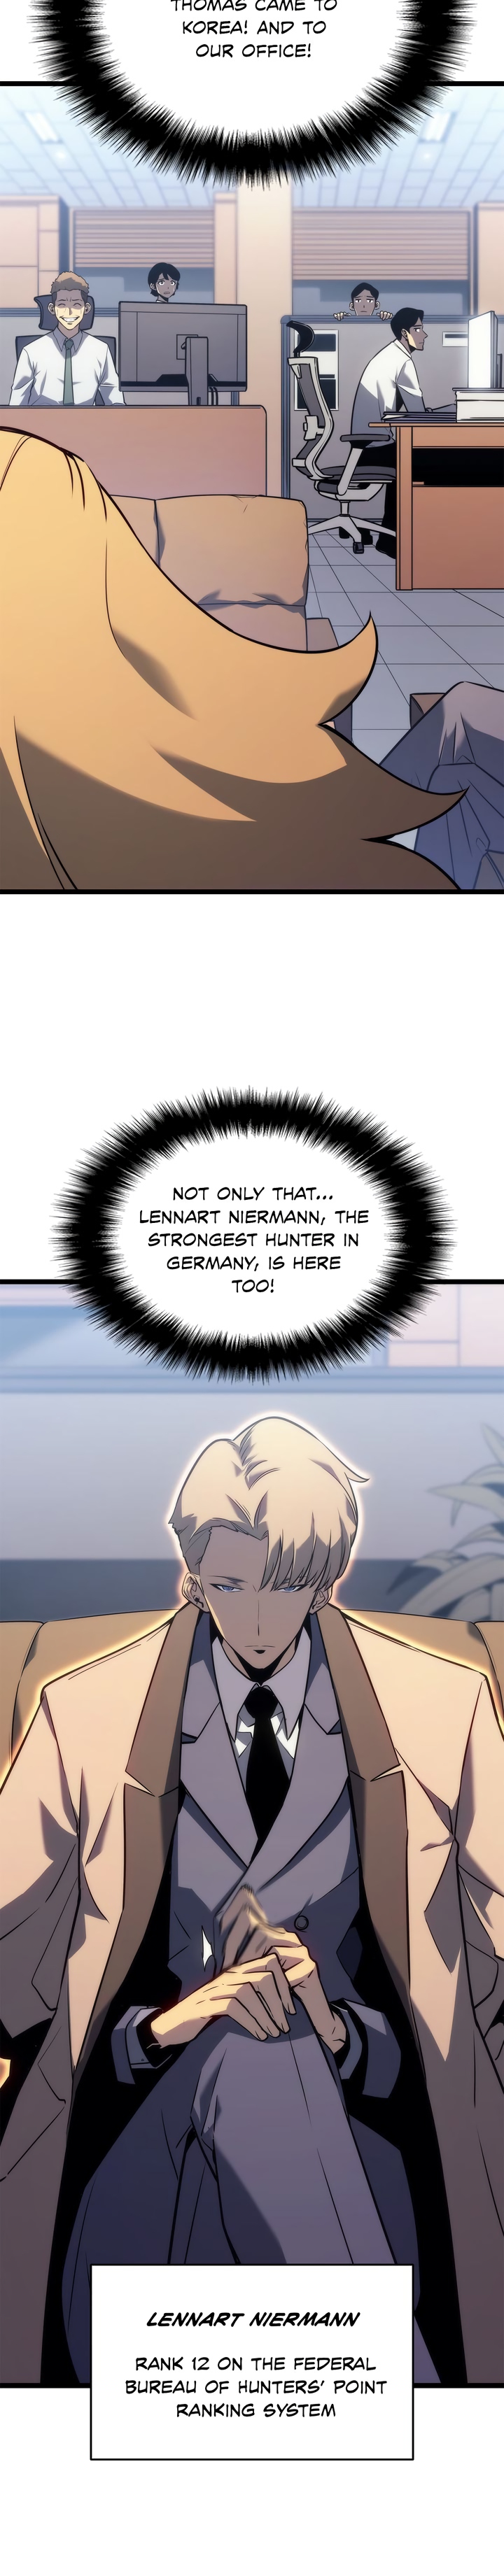 THOMAS CAME TO
KOREA! AND TO
OUR OFFICE!
NOT ONLY THAT...
LENNART NIERMANN, THE
STRONGEST HUNTER IN
GERMANY, IS HERE
TOO!
LENNART NIERMANN
RANK 12 ON THE FEDERAL
BUREAU OF HUNTERS' POINT
RANKING SYSTEM